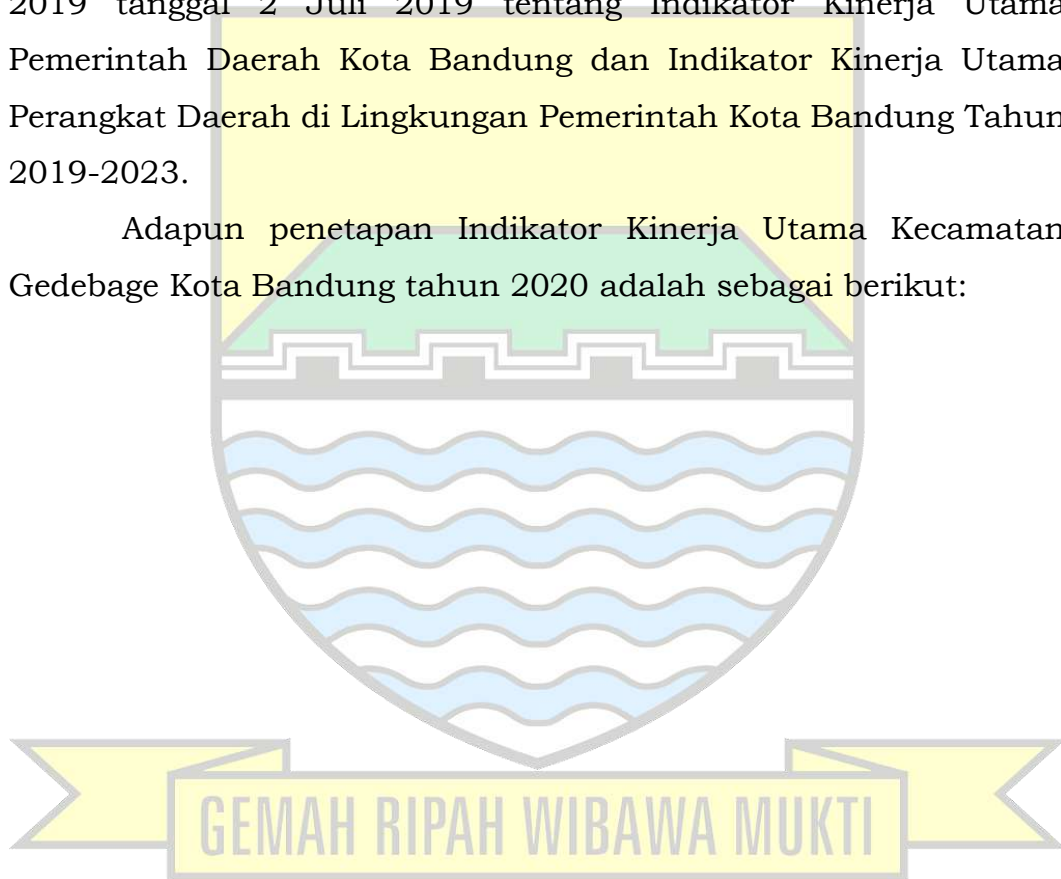 2019 tanggal 2 Juli 2019 tentang Indikator Kinerja Utama
Pemerintah Daerah Kota Bandung dan Indikator Kinerja Utama
Perangkat Daerah di Lingkungan Pemerintah Kota Bandung Tahun
2019-2023.
Adapun penetapan Indikator Kinerja Utama Kecamatan
Gedebage Kota Bandung tahun 2020 adalah sebagai berikut:
GEMAH RIPAH WIBAWA MUKTI